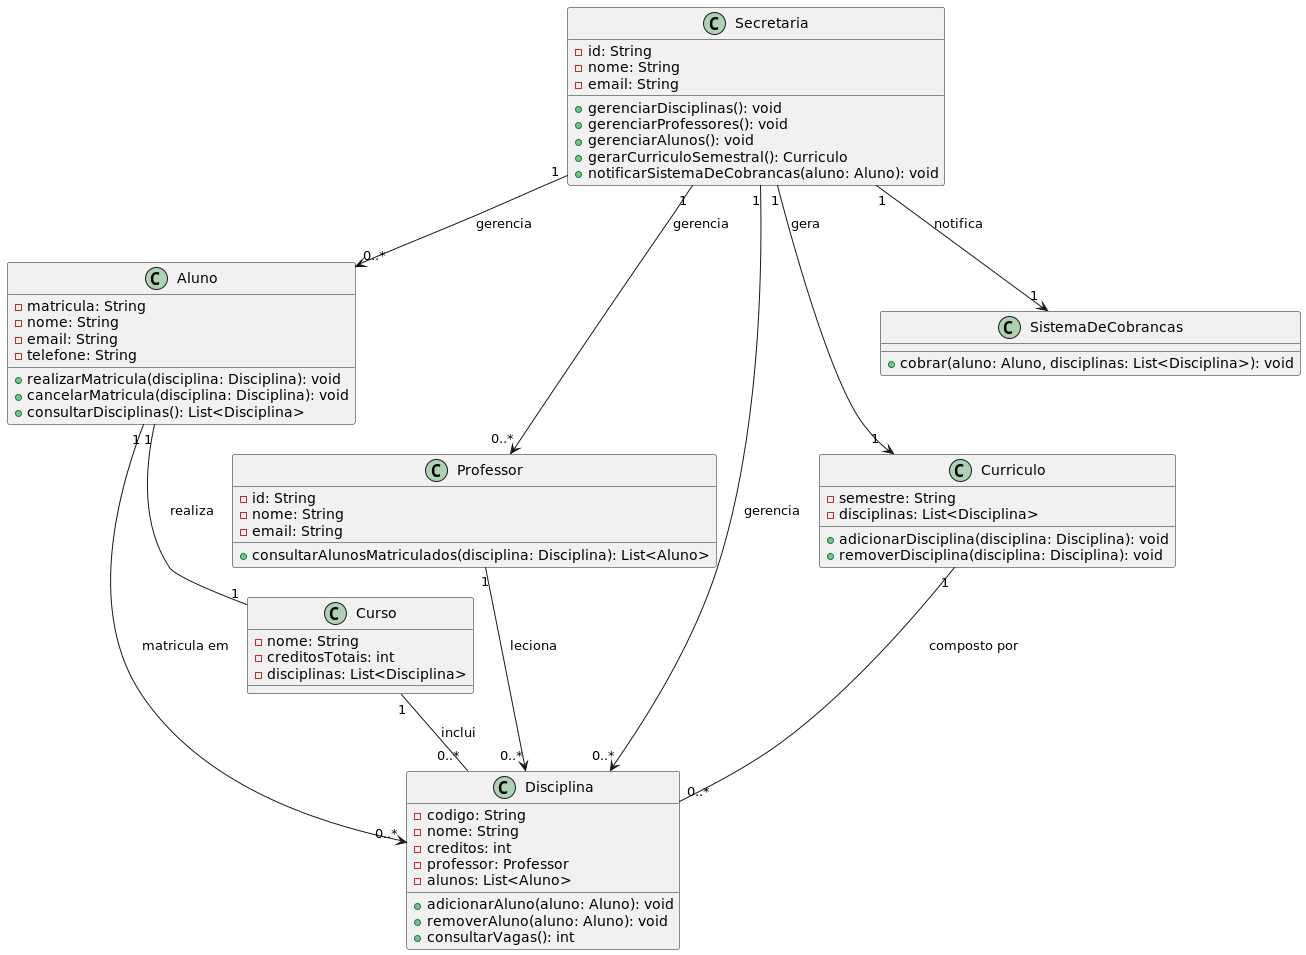 C Secretaria
id: String
nome: String
email: String
gerenciarDisciplinas(): void
gerenciarProfessores(): void
gerenciarAlunos(): void
gerarCurriculoSemestral(): Curriculo
notificarSistemaDeCobrancas(aluno: Aluno): void
1
1
1
1
1
gerencia
gerencia
gera
notifica
0..*
1
C Aluno
matricula: String
nome: String
email: String
telefone: String
realizarMatricula(disciplina: Disciplina): void
cancelarMatricula(disciplina: Disciplina): void
consultarDisciplinas(): List<Disciplina>
C SistemaDeCobrancas
cobrar(aluno: Aluno, disciplinas: List<Disciplina>): void
1
1
0..*
1
C Professor
id: String
nome: String
email: String
consultarAlunosMatriculados(disciplina: Disciplina): List<Aluno>
C Curriculo
semestre: String
disciplinas: List<Disciplina>
adicionarDisciplina(disciplina: Disciplina): void
removerDisciplina(disciplina: Disciplina): void
realiza
gerencia
1
1
1
C Curso
nome: String
creditosTotais: int
disciplinas: List<Disciplina>
matricula em
leciona
composto por
1
inclui
0..*
0..*
0..*
0..*
0..*
C Disciplina
codigo: String
nome: String
creditos: int
professor: Professor
alunos: List<Aluno>
adicionarAluno(aluno: Aluno): void
removerAluno(aluno: Aluno): void
consultarVagas(): int